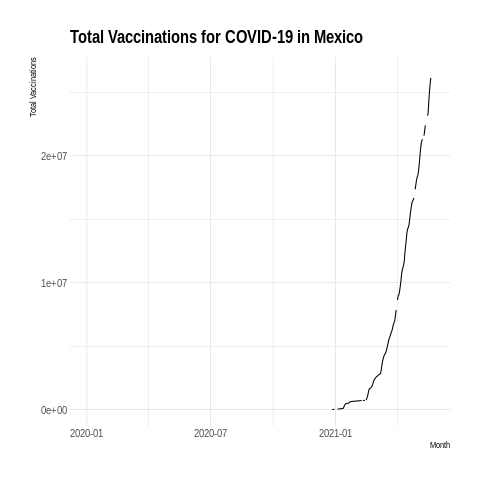 Total Vaccinations for COVID-19 in Mexico
Total Vaccinations
2e+07
1e+07
0e+00
2020-01
2020-07
2021-01
Month